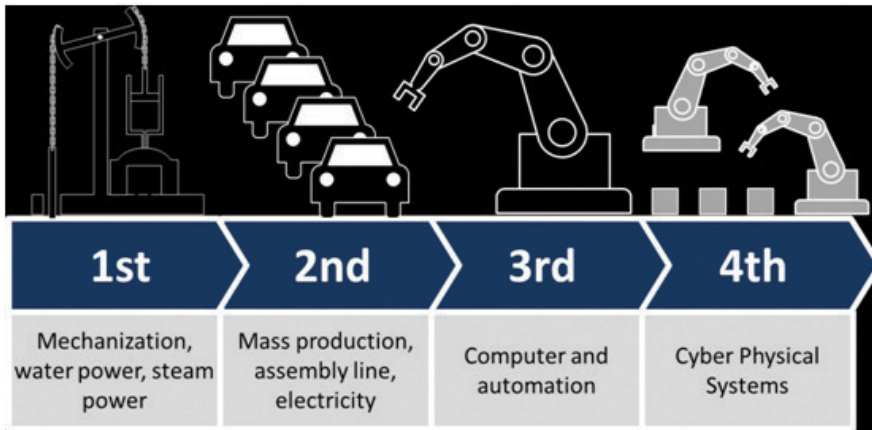 1st
2nd
3rd
4th
Mechanization,
water power, steam
power
Mass production,
assembly line,
electricity
Computer and
automation
Cyber Physical
Systems